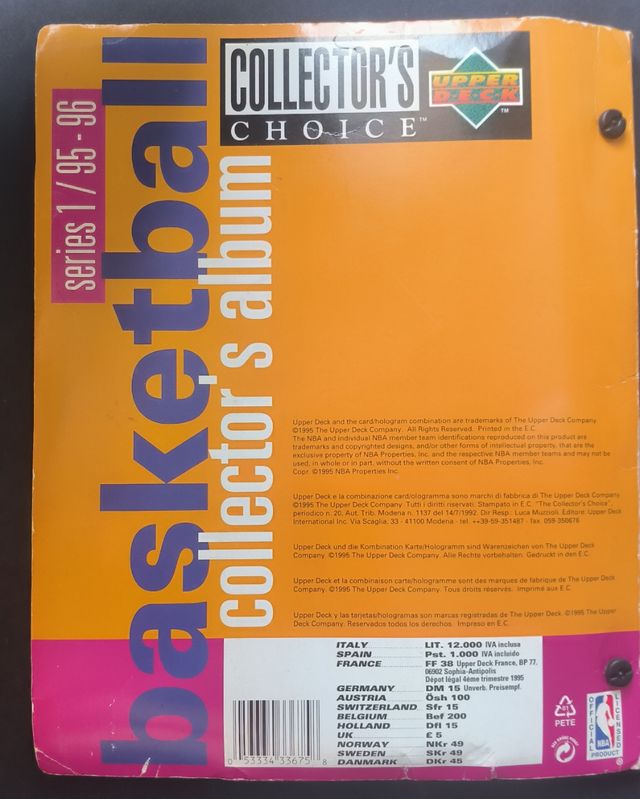 COLLECTOR'S
CHOICE™
UPPER
D·E·C·K
TM
series 1 / 95 - 96
basketball
collector's album
Upper Deck and the card/hologram combination are trademarks of The Upper Deck Company.
©1995 The Upper Deck Company. All Rights Reserved. Printed in the E.C.
The NBA and individual NBA member team identifications reproduced on this product are
trademarks and copyrighted designs, and/or other forms of intellectual property, that are the
exclusive property of NBA Properties, Inc. and the respective NBA member teams and may not be
used, in whole or in part, without the written consent of NBA Properties, Inc.
Copr. ©1995 NBA Properties Inc.
Upper Deck e la combinazione card/ologramma sono marchi di fabbrica di The Upper Deck Company
©1995 The Upper Deck Company. Tutti i diritti riservati. Stampato in E.C. "The Collector's Choice",
periodico n. 20, Aut. Trib. Modena n. 1137 del 14/7/1992. Dir Resp.: Luca Muzzioli. Editore: Upper Deck
International Inc. Via Scaglia, 33 - 41100 Modena - tel. ++39-59-351487 - fax 059-350676
Upper Deck und die Kombination Karte/Hologramm sind Warenzeichen von The Upper Deck
Company. ©1995 The Upper Deck Company. Alle Rechte vorbehalten. Gedruckt in den E.C.
Upper Deck et la combinaison carte/hologramme sont des marques de fabrique de The Upper Deck
Company. ©1995 The Upper Deck Company. Tous droits réservés. Imprimé aux E.C.
Upper Deck y las tarjetas/hologramas son marcas registradas de The Upper Deck. ©1995 The Upper
Deck Company. Reservados todos los derechos. Impreso en E.C.
ITALY LIT. 12.000 IVA inclusa
SPAIN Pst. 1.000 IVA incluido
FRANCE FF 38 Upper Deck France, BP 77,
06902 Sophia-Antipolis
Dépot légal 4ème trimestre 1995
GERMANY DM 15 Unverb. Preisempf.
AUSTRIA Ösh 100
SWITZERLAND Sfr 15
BELGIUM Bef 200
HOLLAND Dfl 15
UK £ 5
NORWAY NKr 49
SWEDEN SKr 49
DANMARK DKr 45
0 53334 33675 8
81
PETE
OFFICIAL
LICENSED
NBA
PRODUCT
®